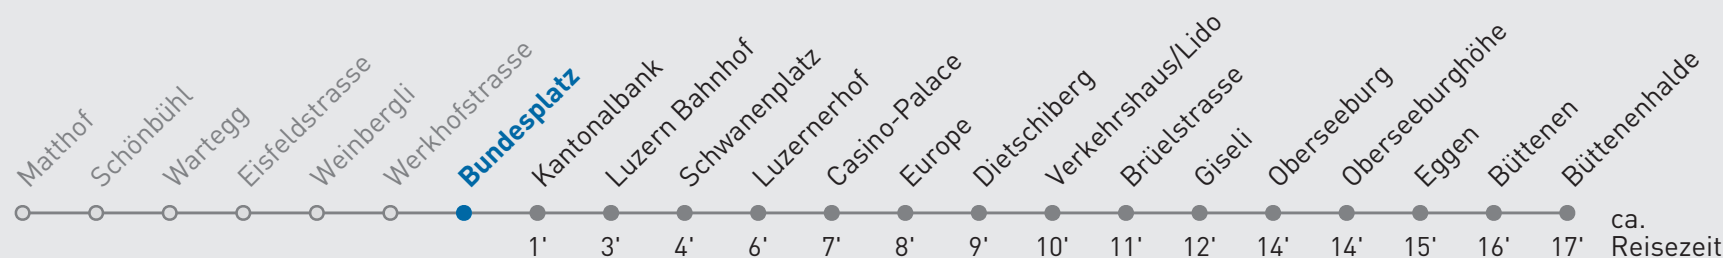 Matthof
Schönbühl
Wartegg
Eisfeldstrasse
Weinbergli
Werkhofstrasse
Bundesplatz
Kantonalbank
Luzern Bahnhof
Schwanenplatz
Luzernerhof
Casino-Palace
Europe
Dietschiberg
Verkehrshaus/Lido
Brüelstrasse
Giseli
Oberseeburg
Oberseeburghöhe
Eggen
Büttenen
Büttenenhalde
1' 3' 4' 6' 7' 8' 9' 10' 11' 12' 14' 14' 15' 16' 17'
ca.
Reisezeit